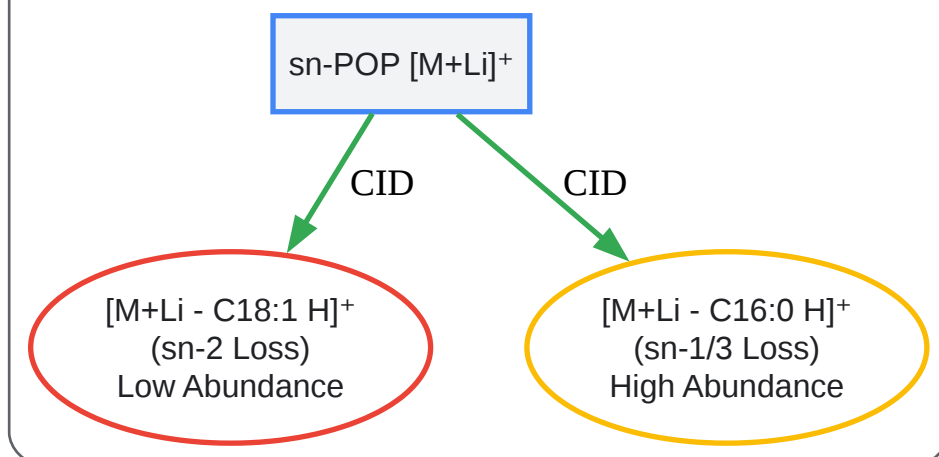 sn-POP [M+Li]⁺
CID
CID
[M+Li - C18:1 H]⁺
(sn-2 Loss)
Low Abundance
[M+Li - C16:0 H]⁺
(sn-1/3 Loss)
High Abundance